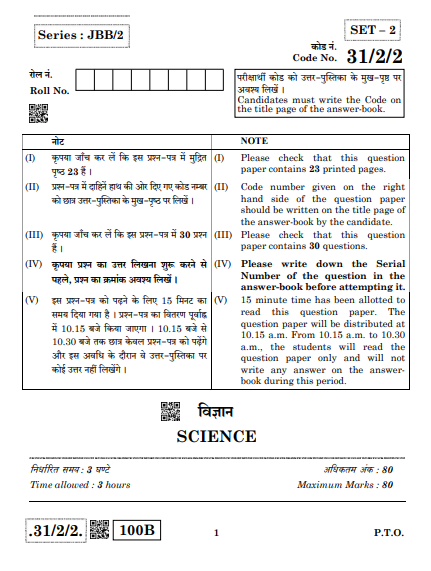 Series : JBB/2
SET – 2
कोड नं.
Code No. 31/2/2
रोल नं.
Roll No.
परीक्षार्थी कोड को उत्तर-पुस्तिका के मुख-पृष्ठ पर
अवश्य लिखें ।
Candidates must write the Code on
the title page of the answer-book.
नोट
(I) कृपया जाँच कर लें कि इस प्रश्न-पत्र में मुद्रित
पृष्ठ 23 हैं ।
(II) प्रश्न-पत्र में दाहिने हाथ की ओर दिए गए कोड नम्बर
को छात्र उत्तर-पुस्तिका के मुख-पृष्ठ पर लिखें ।
(III) कृपया जाँच कर लें कि इस प्रश्न-पत्र में 30 प्रश्न
हैं ।
(IV) कृपया प्रश्न का उत्तर लिखना शुरू करने से
पहले, प्रश्न का क्रमांक अवश्य लिखें ।
(V) इस प्रश्न-पत्र को पढ़ने के लिए 15 मिनट का
समय दिया गया है । प्रश्न-पत्र का वितरण पूर्वाह्न
में 10.15 बजे किया जाएगा । 10.15 बजे से
10.30 बजे तक छात्र केवल प्रश्न-पत्र को पढ़ेंगे
और इस अवधि के दौरान वे उत्तर-पुस्तिका पर
कोई उत्तर नहीं लिखेंगे ।
NOTE
(I) Please check that this question
paper contains 23 printed pages.
(II) Code number given on the right
hand side of the question paper
should be written on the title page of
the answer-book by the candidate.
(III) Please check that this question
paper contains 30 questions.
(IV) Please write down the Serial
Number of the question in the
answer-book before attempting it.
(V) 15 minute time has been allotted to
read this question paper. The
question paper will be distributed at
10.15 a.m. From 10.15 a.m. to 10.30
a.m., the students will read the
question paper only and will not
write any answer on the answer-
book during this period.
विज्ञान
SCIENCE
निर्धारित समय : 3 घण्टे
अधिकतम अंक : 80
Time allowed : 3 hours
Maximum Marks : 80
.31/2/2.
100B
1
P.T.O.